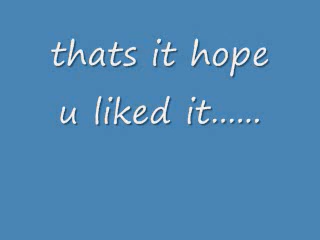 thats it hope
u liked it......